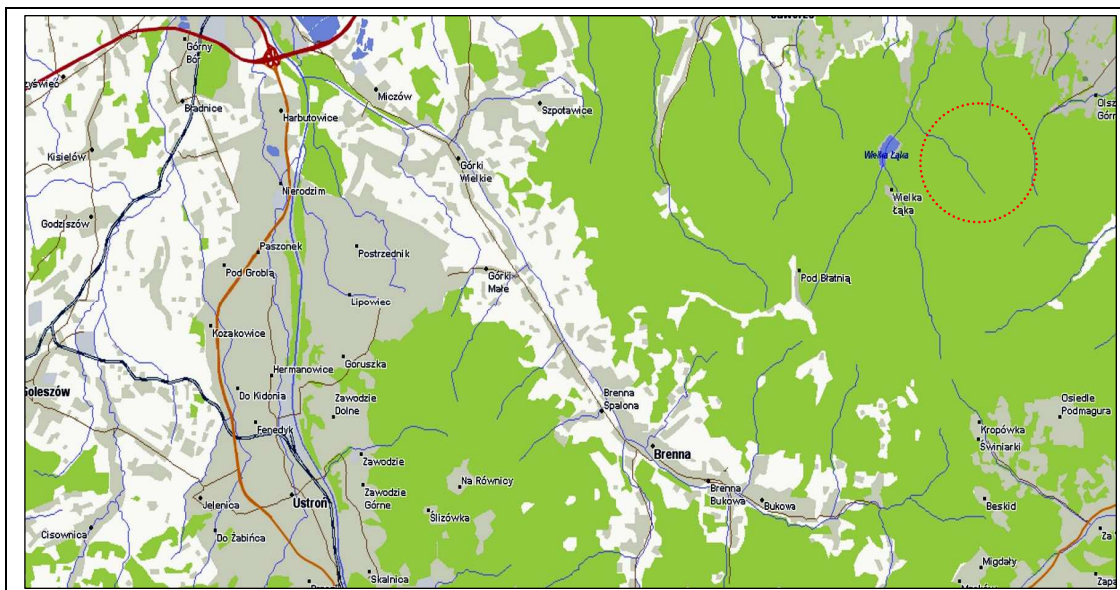 Górny
Bór
Bładnice
Kisielów
Godziszów
Harbutowice
Nierodzim
Paszonek
Pod Groblą
Kozakowice
Goleszów
Do Kidonia
Fenedyk
Hermanowice
Jelenica
Ustroń
Do Żabińca
Cisownica
Miczów
Postrzednik
Lipowiec
Goruszka
Zawodzie
Dolne
Zawodzie
Zawodzie
Górne
Skalnica
Na Równicy
Ślizówka
Górki
Wielkie
Szpotawice
Górki
Małe
Brenna
Spalona
Brenna
Brenna
Bukowa
Bukowa
Wielka Łąka
Wielka
Łąka
Pod Błatnią
Osiedle
Podmagura
Kropówka
Świniarki
Beskid
Migdały